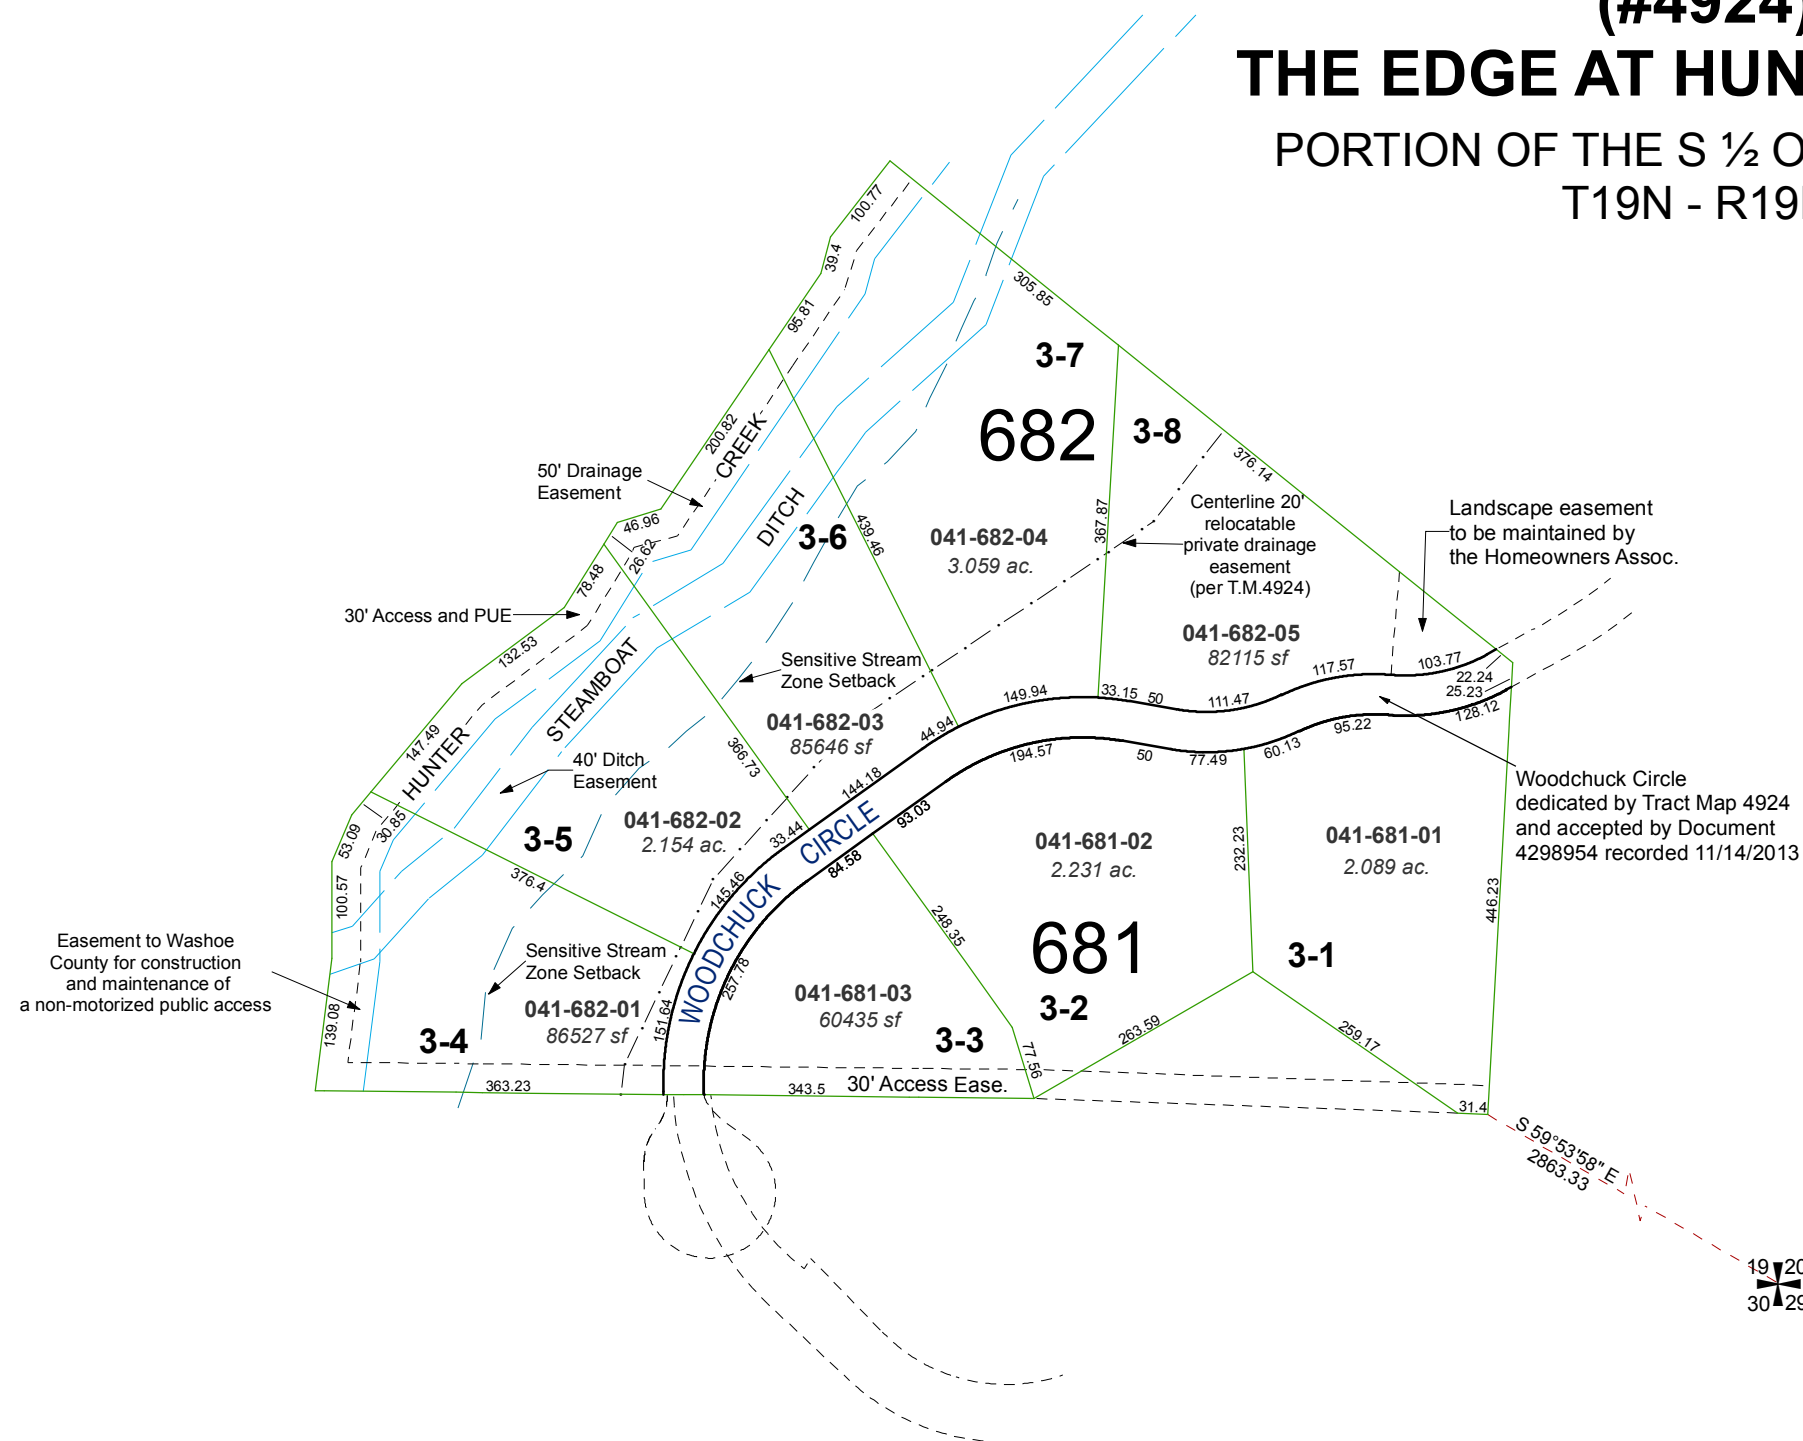 (#4924)
THE EDGE AT HUN
PORTION OF THE S ½ O
T19N - R19
100.77
39.4
95.81
305.85
3-7
682
3-8
376.14
200.82
CREEK
50' Drainage
Easement
46.96
26.62
DITCH
3-6
439.46
041-682-04
3.059 ac.
367.87
Centerline 20'
relocatable
private drainage
easement
(per T.M.4924)
Landscape easement
to be maintained by
the Homeowners Assoc.
78.48
30' Access and PUE
132.53
STEAMBOAT
Sensitive Stream
Zone Setback
041-682-05
82115 sf
117.57
103.77
22.24
25.23
128.12
149.94
33.15
50
111.47
44.94
041-682-03
85646 sf
147.49
HUNTER
40' Ditch
Easement
366.73
144.18
194.57
50
77.49
60.13
95.22
Woodchuck Circle
dedicated by Tract Map 4924
and accepted by Document
4298954 recorded 11/14/2013
53.09
30.85
3-5
041-682-02
2.154 ac.
33.44
CIRCLE
93.03
84.58
041-681-02
2.231 ac.
232.23
041-681-01
2.089 ac.
100.57
376.4
145.46
WOODCHUCK
248.35
446.23
Easement to Washoe
County for construction
and maintenance of
a non-motorized public access
Sensitive Stream
Zone Setback
681
3-1
139.08
041-682-01
86527 sf
151.64
257.78
041-681-03
60435 sf
3-2
3-4
3-3
77.56
263.59
259.17
363.23
343.5
30' Access Ease.
31.4
S 59°53'58" E
2863.33
19
20
30
29